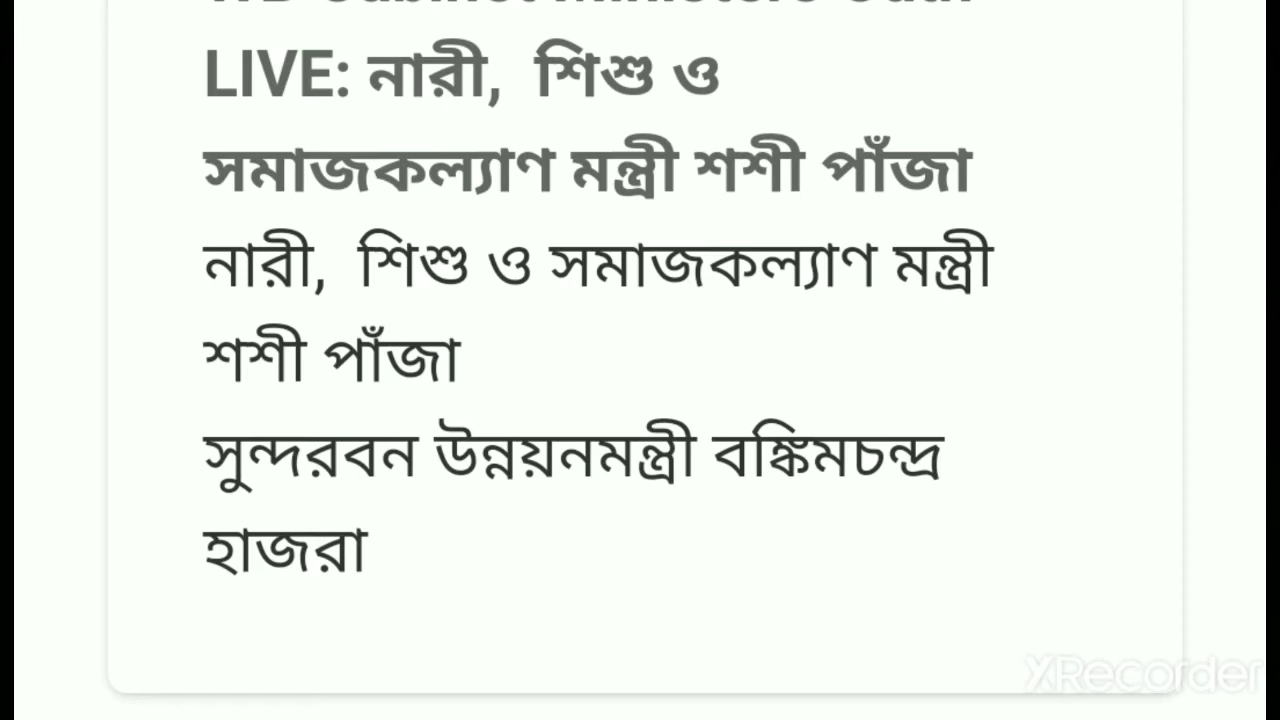 LIVE: নারী, শিশু ও
সমাজকল্যাণ মন্ত্রী শশী পাঁজা
নারী, শিশু ও সমাজকল্যাণ মন্ত্রী
শশী পাঁজা
সুন্দরবন উন্নয়নমন্ত্রী বঙ্কিমচন্দ্র
হাজরা
XRecorder